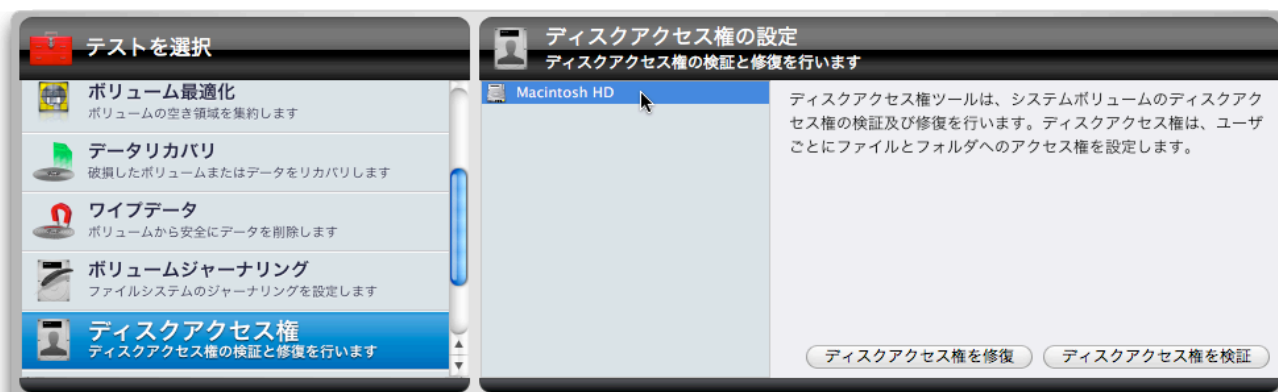 テストを選択
ボリューム最適化
ボリュームの空き領域を集約します
データリカバリ
破損したボリュームまたはデータをリカバリします
ワイプデータ
ボリュームから安全にデータを削除します
ボリュームジャーナリング
ファイルシステムのジャーナリングを設定します
ディスクアクセス権
ディスクアクセス権の検証と修復を行います
ディスクアクセス権の設定
ディスクアクセス権の検証と修復を行います
Macintosh HD
ディスクアクセス権ツールは、システムボリュームのディスクアク
セス権の検証及び修復を行います。ディスクアクセス権は、ユーザ
ごとにファイルとフォルダへのアクセス権を設定します。
ディスクアクセス権を修復
ディスクアクセス権を検証